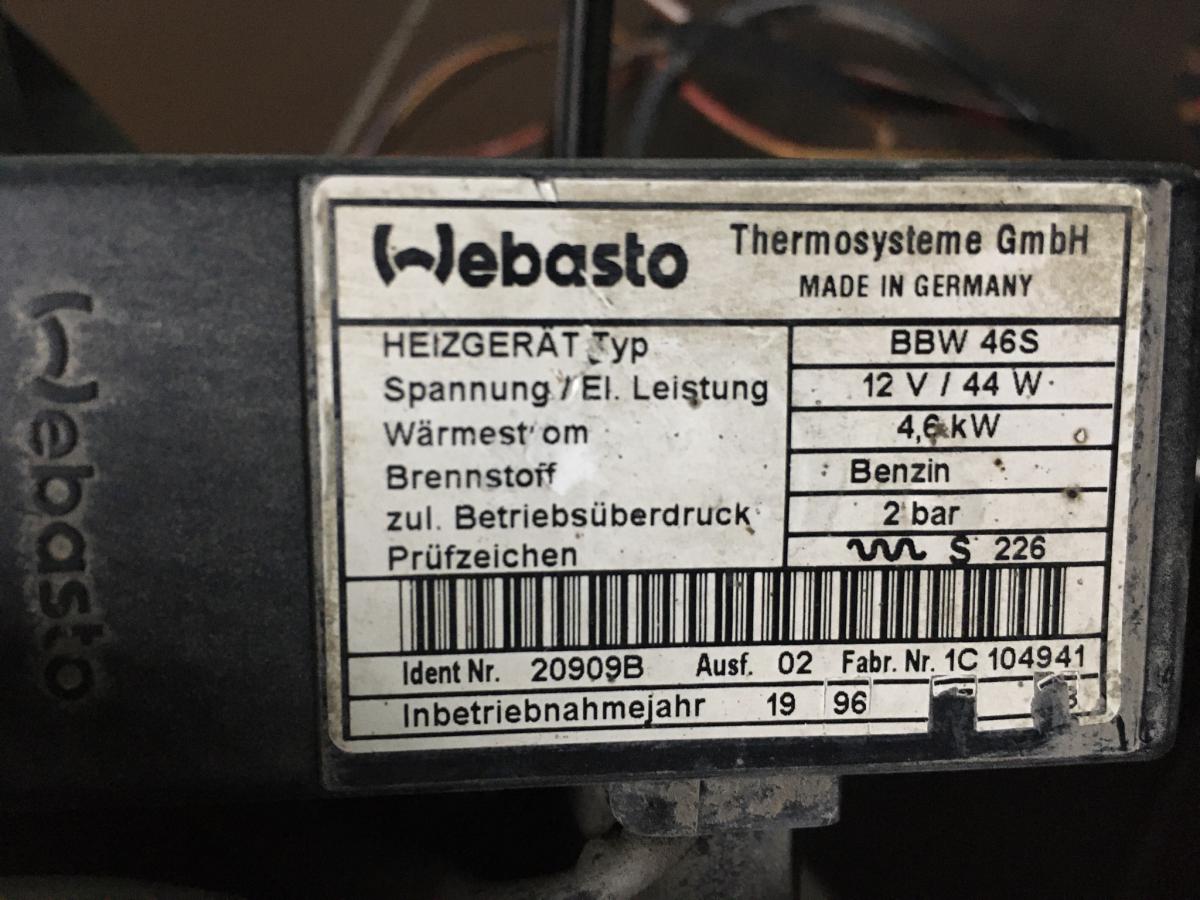 Webasto Thermosysteme GmbH
MADE IN GERMANY
HEIZGERÄT Typ BBW 46S
Spannung / El. Leistung 12 V / 44 W
Wärmestrom 4,6 kW
Brennstoff Benzin
zul. Betriebsüberdruck 2 bar
Prüfzeichen S 226
Ident Nr. 20909B Ausf. 02 Fabr. Nr. 1C 104941
Inbetriebnahmejahr 19 96
Webasto